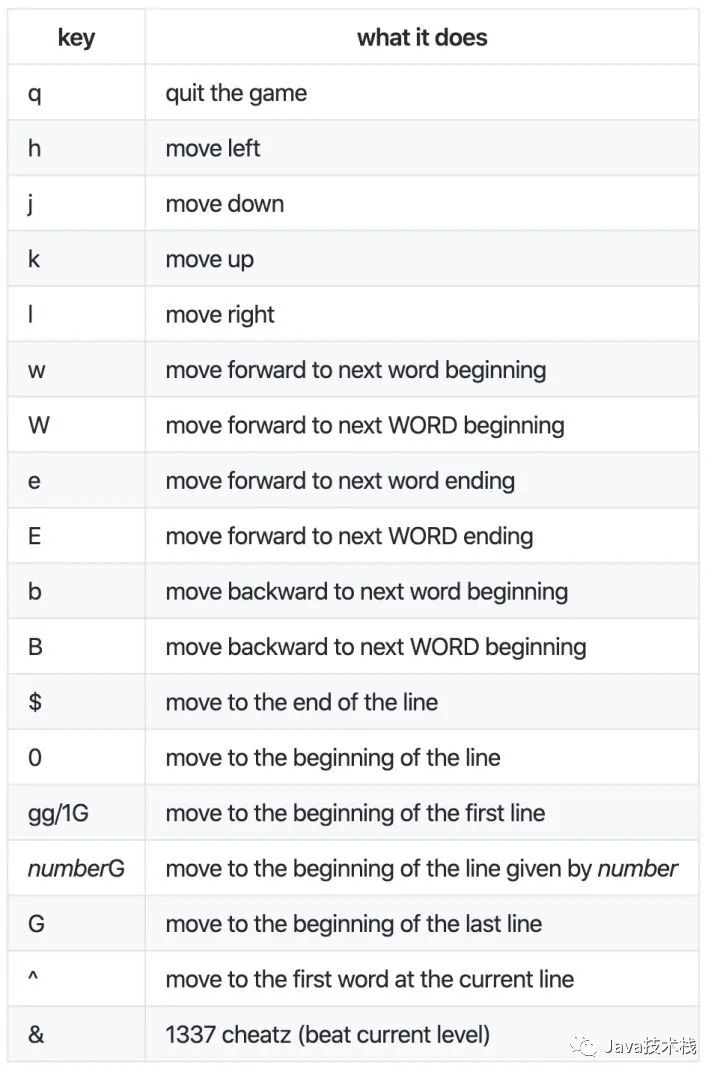 key what it does
q quit the game
h move left
j move down
k move up
l move right
w move forward to next word beginning
W move forward to next WORD beginning
e move forward to next word ending
E move forward to next WORD ending
b move backward to next word beginning
B move backward to next WORD beginning
$ move to the end of the line
0 move to the beginning of the line
gg/1G move to the beginning of the first line
numberG move to the beginning of the line given by number
G move to the beginning of the last line
^ move to the first word at the current line
& 1337 cheatz (beat current level)
Java技术栈